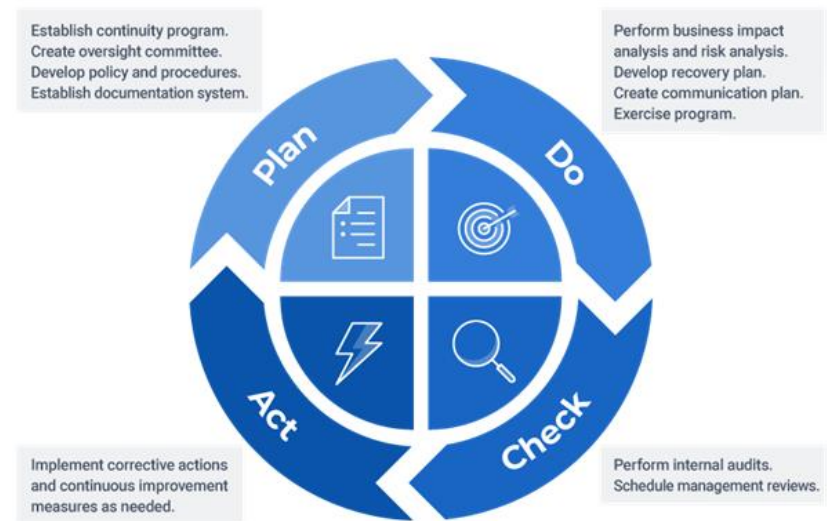 Establish continuity program.
Create oversight committee.
Develop policy and procedures.
Establish documentation system.
Perform business impact
analysis and risk analysis.
Develop recovery plan.
Create communication plan.
Exercise program.
Plan
Do
Act
Check
Implement corrective actions
and continuous improvement
measures as needed.
Perform internal audits.
Schedule management reviews.